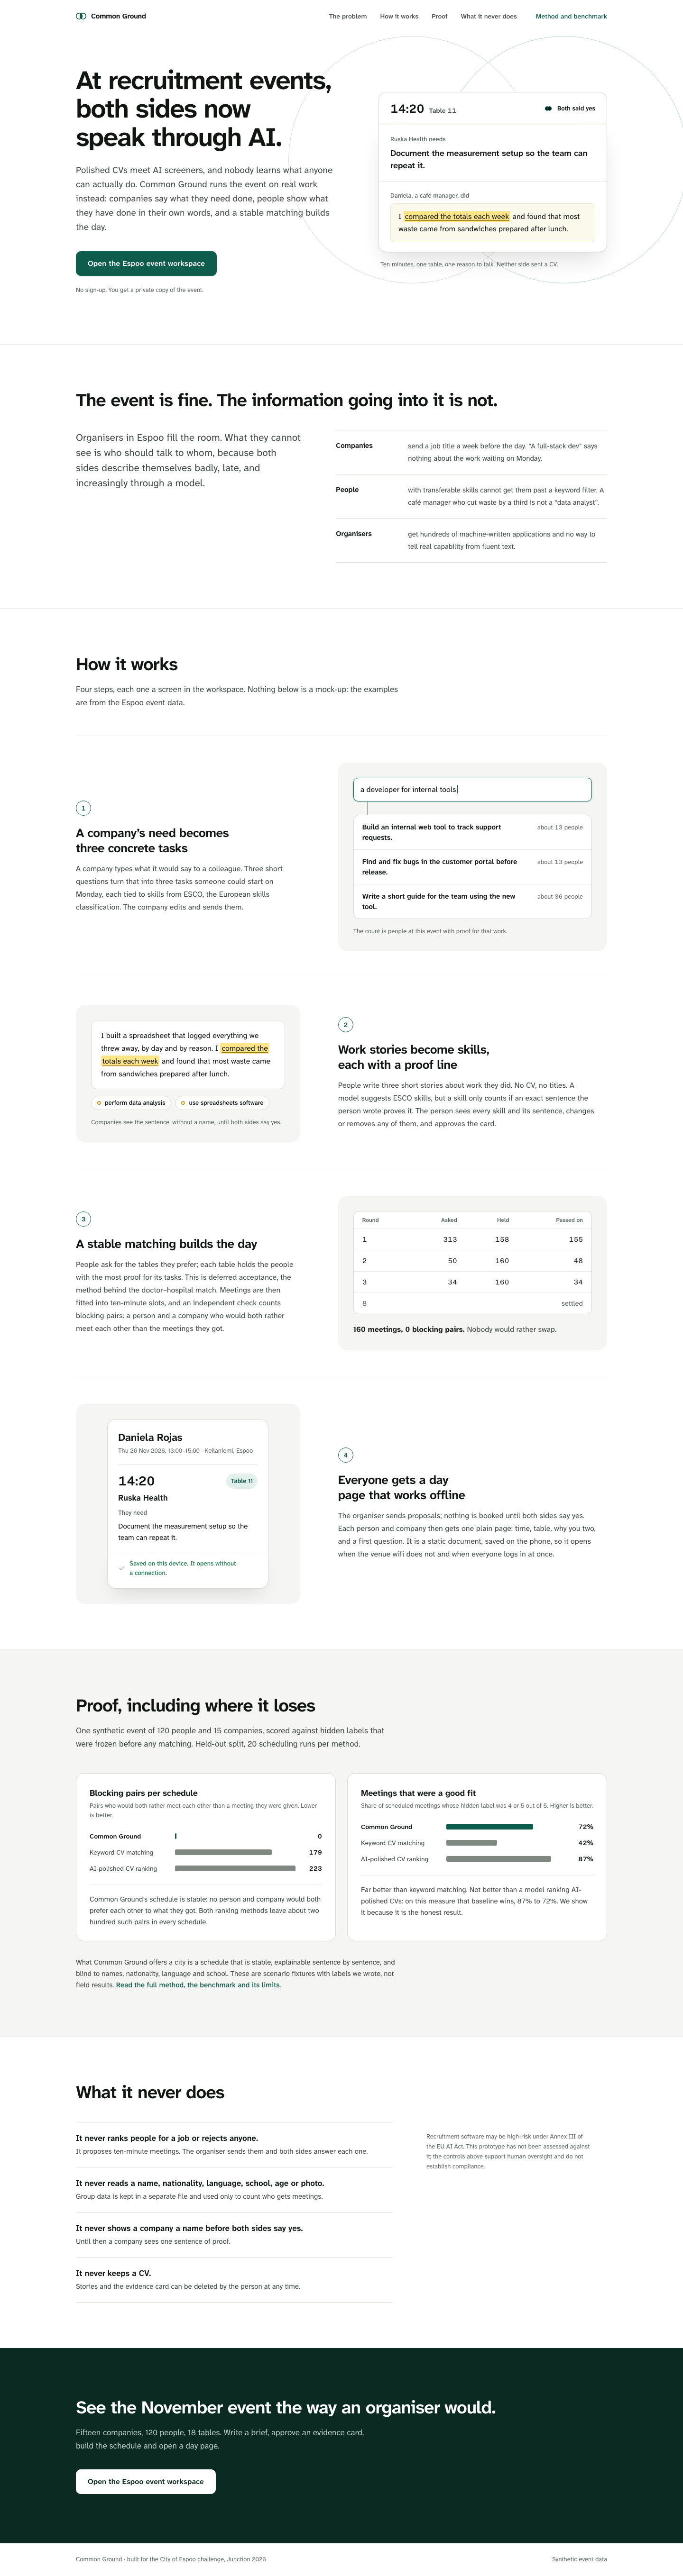 Common Ground
The problem
How it works
Proof
What it never does
Method and benchmark
At recruitment events,
both sides now
speak through AI.
Polished CVs meet AI screeners, and nobody learns what anyone
can actually do. Common Ground runs the event on real work
instead: companies say what they need done, people show what
they have done in their own words, and a stable matching builds
the day.
Open the Espoo event workspace
No sign-up. You get a private copy of the event.
14:20 Table 11
Both said yes
Ruska Health needs
Document the measurement setup so the team can
repeat it.
Daniela, a café manager, did
I compared the totals each week and found that most
waste came from sandwiches prepared after lunch.
Ten minutes, one table, one reason to talk. Neither side sent a CV.
The event is fine. The information going into it is not.
Organisers in Espoo fill the room. What they cannot
see is who should talk to whom, because both
sides describe themselves badly, late, and
increasingly through a model.
Companies
send a job title a week before the day. “A full-stack dev” says
nothing about the work waiting on Monday.
People
with transferable skills cannot get them past a keyword filter. A
café manager who cut waste by a third is not a “data analyst”.
Organisers
get hundreds of machine-written applications and no way to
tell real capability from fluent text.
How it works
Four steps, each one a screen in the workspace. Nothing below is a mock-up: the examples
are from the Espoo event data.
1
A company’s need becomes
three concrete tasks
A company types what it would say to a colleague. Three short
questions turn that into three tasks someone could start on
Monday, each tied to skills from ESCO, the European skills
classification. The company edits and sends them.
a developer for internal tools
Build an internal web tool to track support
requests.
about 13 people
Find and fix bugs in the customer portal before
release.
about 13 people
Write a short guide for the team using the new
tool.
about 36 people
The count is people at this event with proof for that work.
I built a spreadsheet that logged everything we
threw away, by day and by reason. I compared the
totals each week and found that most waste came
from sandwiches prepared after lunch.
perform data analysis
use spreadsheets software
Companies see the sentence, without a name, until both sides say yes.
2
Work stories become skills,
each with a proof line
People write three short stories about work they did. No CV, no titles. A
model suggests ESCO skills, but a skill only counts if an exact sentence the
person wrote proves it. The person sees every skill and its sentence, changes
or removes any of them, and approves the card.
3
A stable matching builds the day
People ask for the tables they prefer; each table holds the people
with the most proof for its tasks. This is deferred acceptance, the
method behind the doctor–hospital match. Meetings are then
fitted into ten-minute slots, and an independent check counts
blocking pairs: a person and a company who would both rather
meet each other than the meetings they got.
Round Asked Held Passed on
1 313 158 155
2 50 160 48
3 34 160 34
8 settled
160 meetings, 0 blocking pairs. Nobody would rather swap.
Daniela Rojas
Thu 26 Nov 2026, 13:00–15:00 · Keilaniemi, Espoo
14:20
Table 11
Ruska Health
They need
Document the measurement setup so the
team can repeat it.
Saved on this device. It opens without
a connection.
4
Everyone gets a day
page that works offline
The organiser sends proposals; nothing is booked until both sides say yes.
Each person and company then gets one plain page: time, table, why you two,
and a first question. It is a static document, saved on the phone, so it opens
when the venue wifi does not and when everyone logs in at once.
Proof, including where it loses
One synthetic event of 120 people and 15 companies, scored against hidden labels that
were frozen before any matching. Held-out split, 20 scheduling runs per method.
Blocking pairs per schedule
Pairs who would both rather meet each other than a meeting they were given. Lower
is better.
Common Ground 0
Keyword CV matching 179
AI-polished CV ranking 223
Common Ground’s schedule is stable: no person and company would both
prefer each other to what they got. Both ranking methods leave about two
hundred such pairs in every schedule.
Meetings that were a good fit
Share of scheduled meetings whose hidden label was 4 or 5 out of 5. Higher is better.
Common Ground 72%
Keyword CV matching 42%
AI-polished CV ranking 87%
Far better than keyword matching. Not better than a model ranking AI-
polished CVs: on this measure that baseline wins, 87% to 72%. We show
it because it is the honest result.
What Common Ground offers a city is a schedule that is stable, explainable sentence by sentence, and
blind to names, nationality, language and school. These are scenario fixtures with labels we wrote, not
field results. Read the full method, the benchmark and its limits.
What it never does
It never ranks people for a job or rejects anyone.
It proposes ten-minute meetings. The organiser sends them and both sides answer each one.
It never reads a name, nationality, language, school, age or photo.
Group data is kept in a separate file and used only to count who gets meetings.
It never shows a company a name before both sides say yes.
Until then a company sees one sentence of proof.
It never keeps a CV.
Stories and the evidence card can be deleted by the person at any time.
Recruitment software may be high-risk under Annex III of
the EU AI Act. This prototype has not been assessed against
it; the controls above support human oversight and do not
establish compliance.
See the November event the way an organiser would.
Fifteen companies, 120 people, 18 tables. Write a brief, approve an evidence card,
build the schedule and open a day page.
Open the Espoo event workspace
Common Ground · built for the City of Espoo challenge, Junction 2026
Synthetic event data